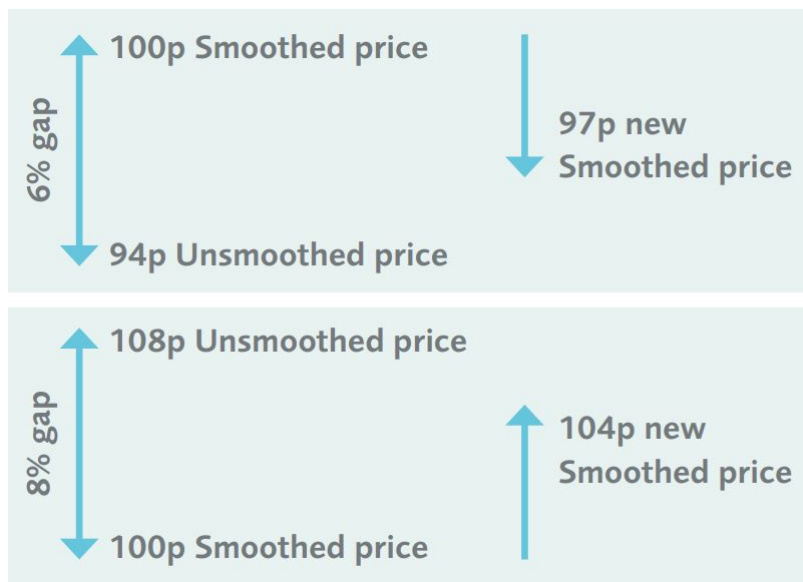 100p Smoothed price
6% gap
97p new
Smoothed price
94p Unsmoothed price
108p Unsmoothed price
8% gap
104p new
Smoothed price
100p Smoothed price